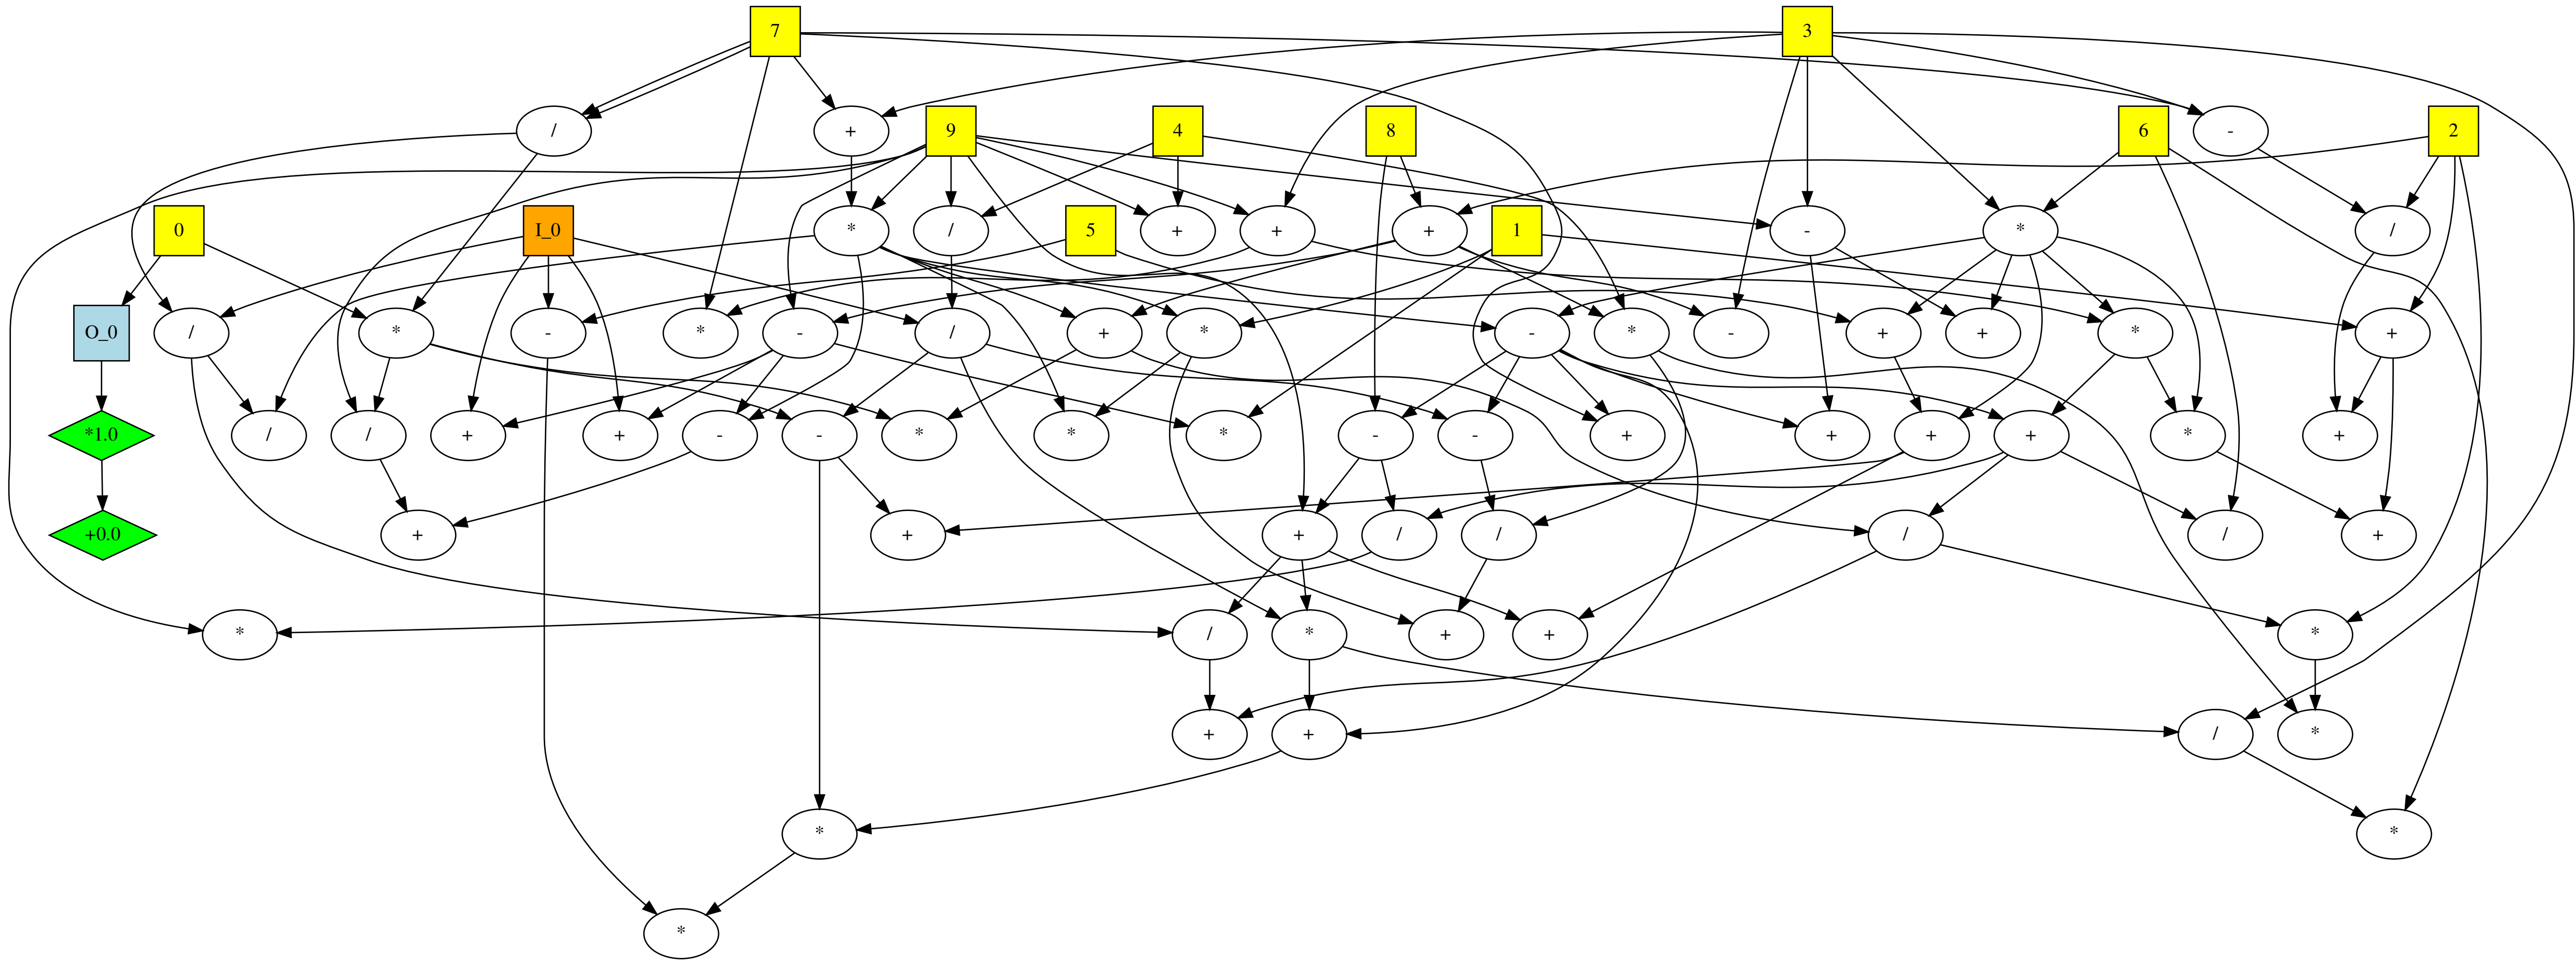 7 3
/ + 9 4 8 6 - 2
0 I_0 * / 5 + + + 1 - * /
O_0 / * - * - / + * - * - + + * +
*1.0 / / + + - - * * * - - + + + + * +
+0.0 + + + / / / / +
* / * + + *
+ + / *
* *
*